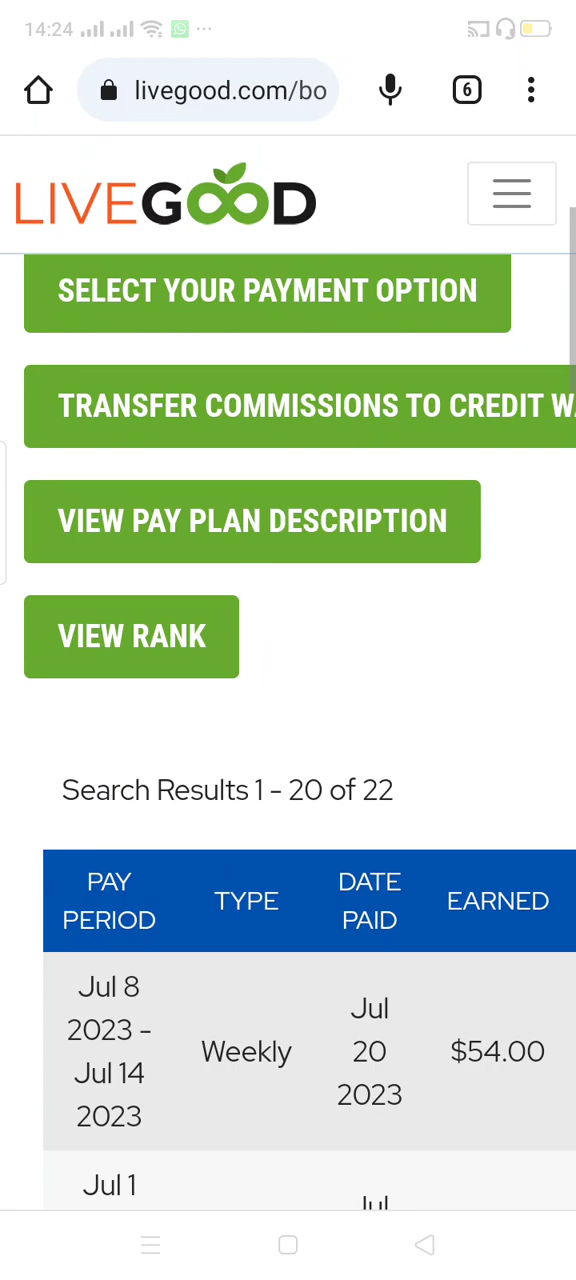 14:24
6
livegood.com/bo
LIVEGOOD
SELECT YOUR PAYMENT OPTION
TRANSFER COMMISSIONS TO CREDIT WA
VIEW PAY PLAN DESCRIPTION
VIEW RANK
Search Results 1 - 20 of 22
PAY
PERIOD
TYPE
DATE
PAID
EARNED
Jul 8
2023 -
Jul 14
2023
Weekly
Jul
20
2023
$54.00
Jul 1
Jul